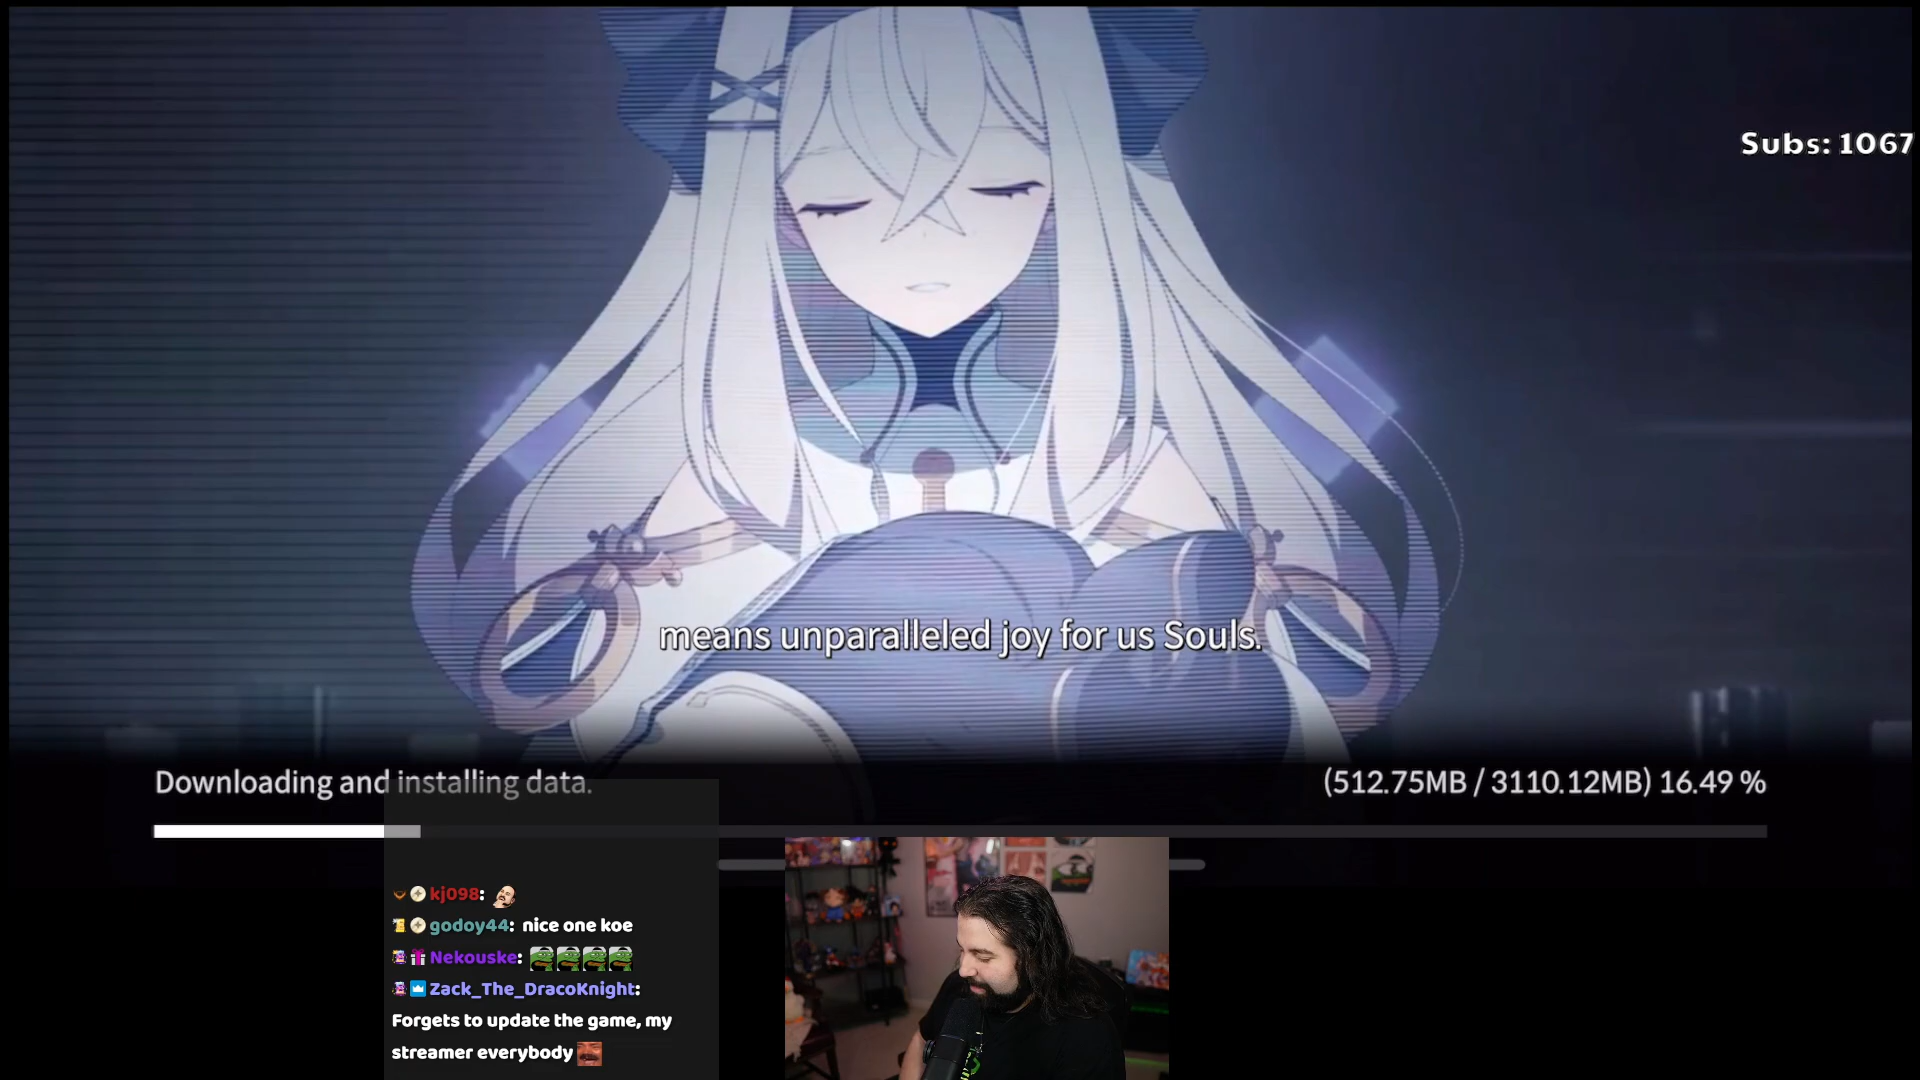 Subs: 1067
means unparalleled joy for us Souls.
Downloading and installing data.
(512.75MB / 3110.12MB) 16.49 %
kj098:
godoy44: nice one koe
Nekouske:
Zack_The_DracoKnight:
Forgets to update the game, my
streamer everybody